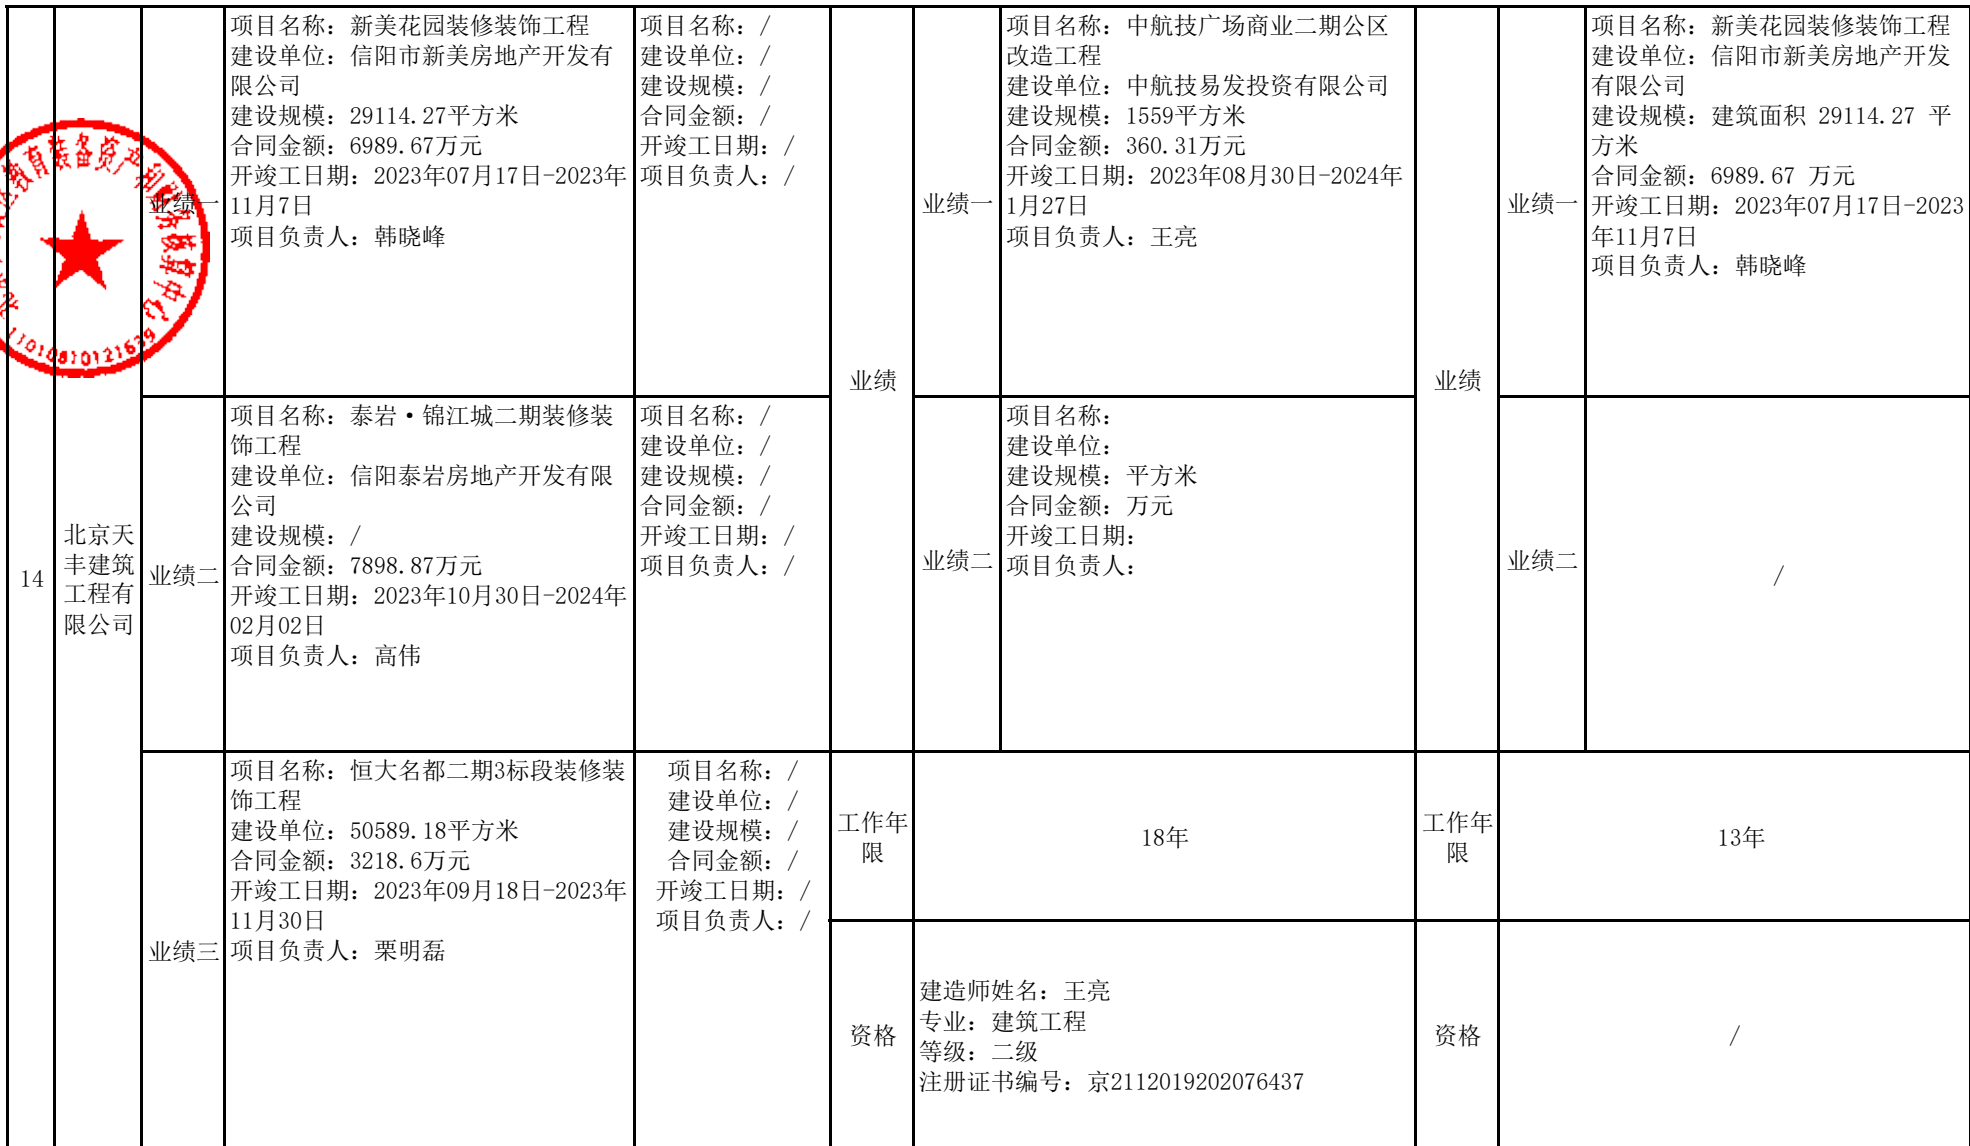 14
北京天
丰建筑
工程有
限公司
业绩一
项目名称：新美花园装修装饰工程
建设单位：信阳市新美房地产开发有
限公司
建设规模：29114.27平方米
合同金额：6989.67万元
开竣工日期：2023年07月17日-2023年
11月7日
项目负责人：韩晓峰
项目名称：/
建设单位：/
建设规模：/
合同金额：/
开竣工日期：/
项目负责人：/
业绩
业绩一
项目名称：中航技广场商业二期公区
改造工程
建设单位：中航技易发投资有限公司
建设规模：1559平方米
合同金额：360.31万元
开竣工日期：2023年08月30日-2024年
1月27日
项目负责人：王亮
业绩
业绩一
项目名称：新美花园装修装饰工程
建设单位：信阳市新美房地产开发
有限公司
建设规模：建筑面积 29114.27 平
方米
合同金额：6989.67 万元
开竣工日期：2023年07月17日-2023
年11月7日
项目负责人：韩晓峰
业绩二
项目名称：泰岩·锦江城二期装修装
饰工程
建设单位：信阳泰岩房地产开发有限
公司
建设规模：/
合同金额：7898.87万元
开竣工日期：2023年10月30日-2024年
02月02日
项目负责人：高伟
项目名称：/
建设单位：/
建设规模：/
合同金额：/
开竣工日期：/
项目负责人：/
业绩二
项目名称：
建设单位：
建设规模：平方米
合同金额：万元
开竣工日期：
项目负责人：
业绩二
/
业绩三
项目名称：恒大名都二期3标段装修装
饰工程
建设单位：50589.18平方米
合同金额：3218.6万元
开竣工日期：2023年09月18日-2023年
11月30日
项目负责人：栗明磊
项目名称：/
建设单位：/
建设规模：/
合同金额：/
开竣工日期：/
项目负责人：/
工作年
限
18年
工作年
限
13年
资格
建造师姓名：王亮
专业：建筑工程
等级：二级
注册证书编号：京2112019202076437
资格
/
教育装备资产和财务核算中心